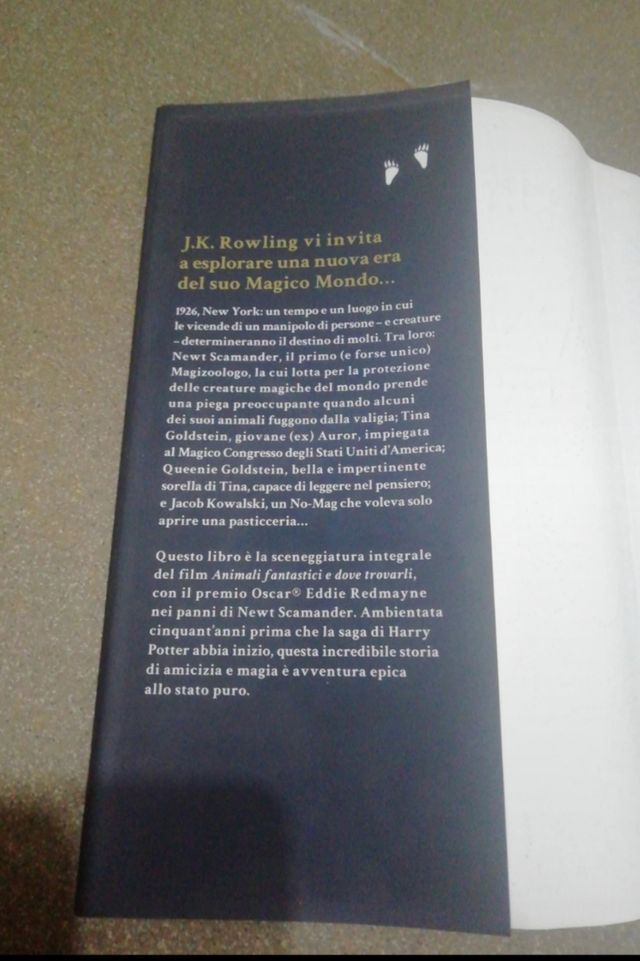 J.K. Rowling vi invita
a esplorare una nuova era
del suo Magico Mondo...
1926, New York: un tempo e un luogo in cui
le vicende di un manipolo di persone – e creature
– determineranno il destino di molti. Tra loro:
Newt Scamander, il primo (e forse unico)
Magizoologo, la cui lotta per la protezione
delle creature magiche del mondo prende
una piega preoccupante quando alcuni
dei suoi animali fuggono dalla valigia; Tina
Goldstein, giovane (ex) Auror, impiegata
al Magico Congresso degli Stati Uniti d'America;
Queenie Goldstein, bella e impertinente
sorella di Tina, capace di leggere nel pensiero;
e Jacob Kowalski, un No-Mag che voleva solo
aprire una pasticceria...
Questo libro è la sceneggiatura integrale
del film Animali fantastici e dove trovarli,
con il premio Oscar® Eddie Redmayne
nei panni di Newt Scamander. Ambientata
cinquant'anni prima che la saga di Harry
Potter abbia inizio, questa incredibile storia
di amicizia e magia è avventura epica
allo stato puro.